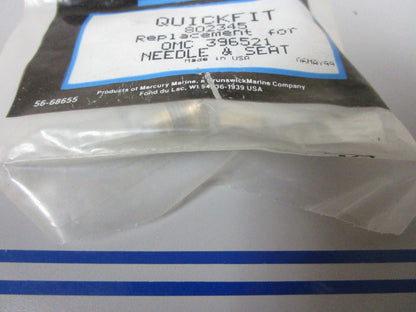 QUICKFIT
802345
Replacement for
OMC 396521
NEEDLE & SEAT
Made in USA
Products of Mercury Marine, a Brunswick Marine Company
Fond du Lac, WI 54936-1939 USA
56-68655